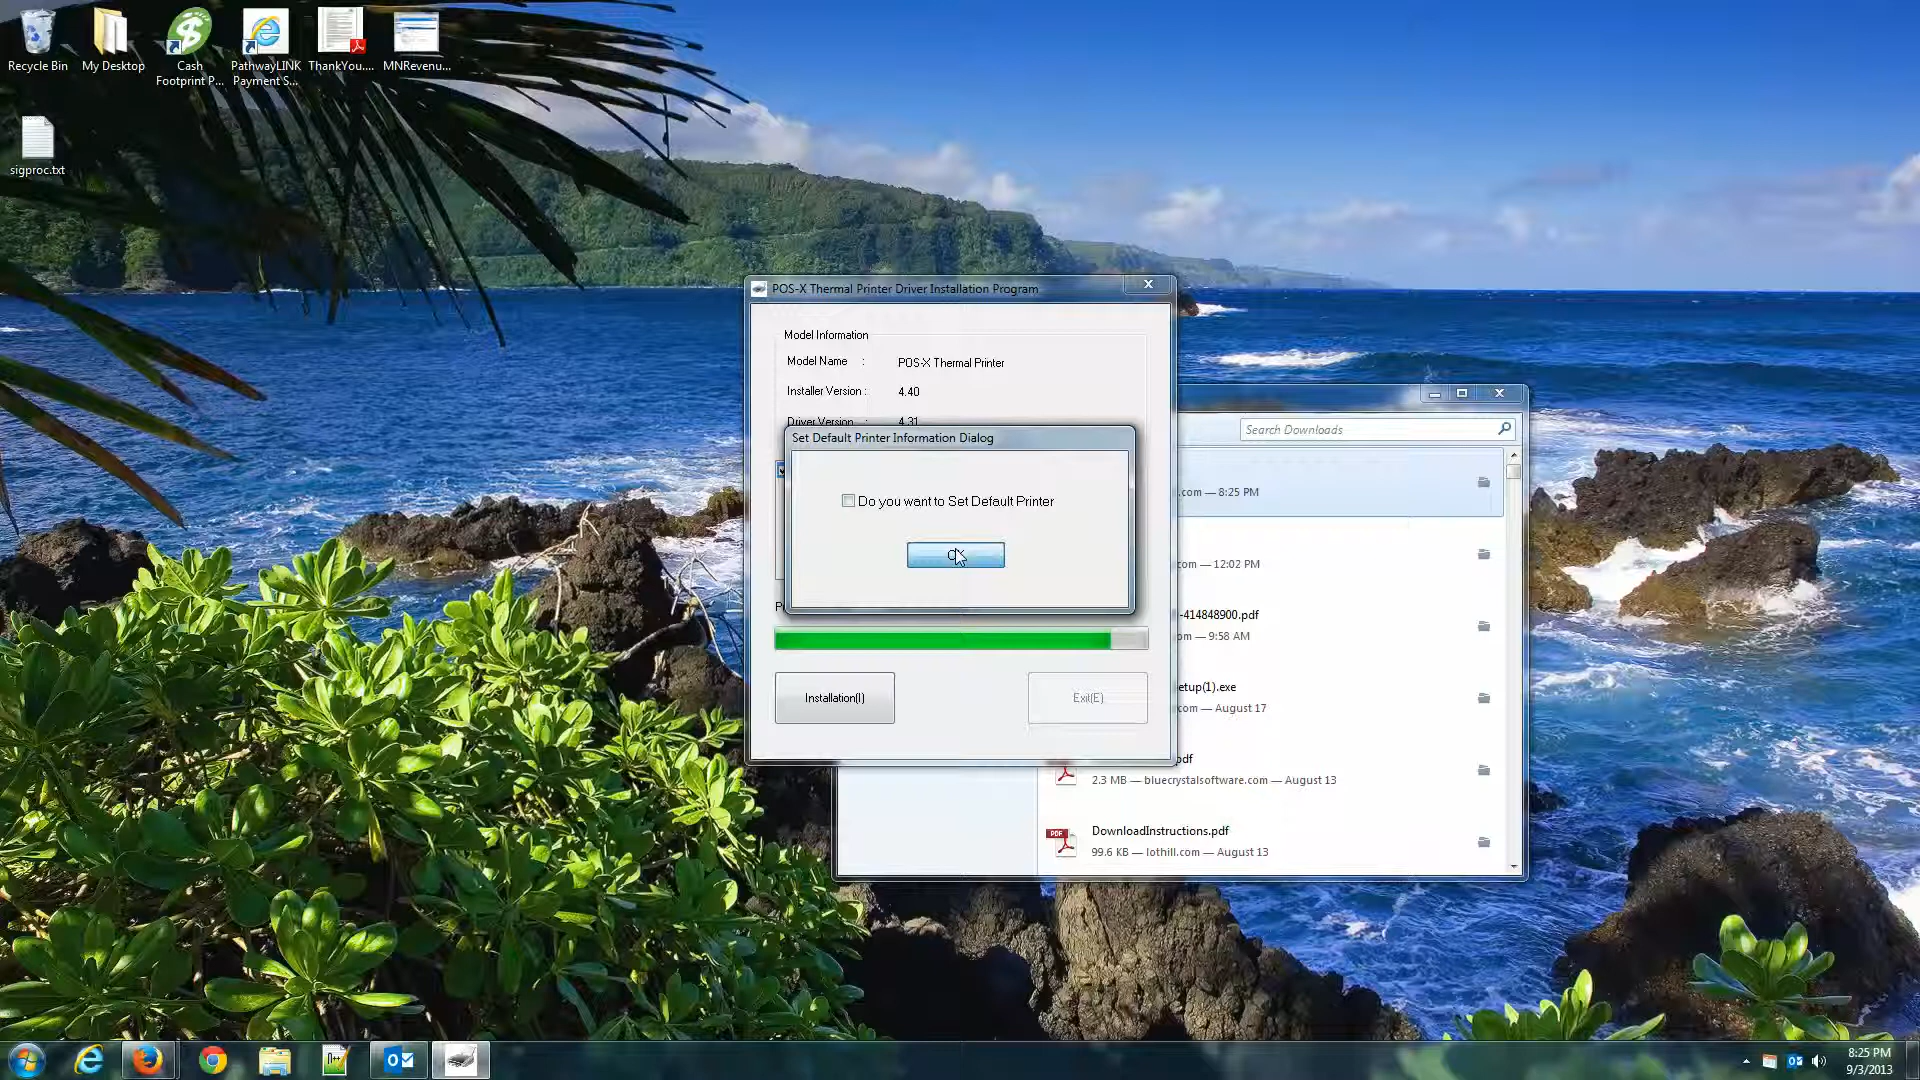 Recycle Bin
My Desktop
Cash
Footprint P...
PathwayLINK
Payment S...
ThankYou....
MNRevenu...
sigproc.txt
POS-X Thermal Printer Driver Installation Program
Model Information
Model Name :
POS-X Thermal Printer
Installer Version :
4.40
Driver Version :
4.31
Set Default Printer Information Dialog
Do you want to Set Default Printer
Installation(I)
Exit(E)
Search Downloads
.com — 8:25 PM
com — 12:02 PM
-414848900.pdf
om — 9:58 AM
etup(1).exe
com — August 17
pdf
2.3 MB — bluecrystalsoftware.com — August 13
PDF
DownloadInstructions.pdf
99.6 KB — lothill.com — August 13
8:25 PM
9/3/2013